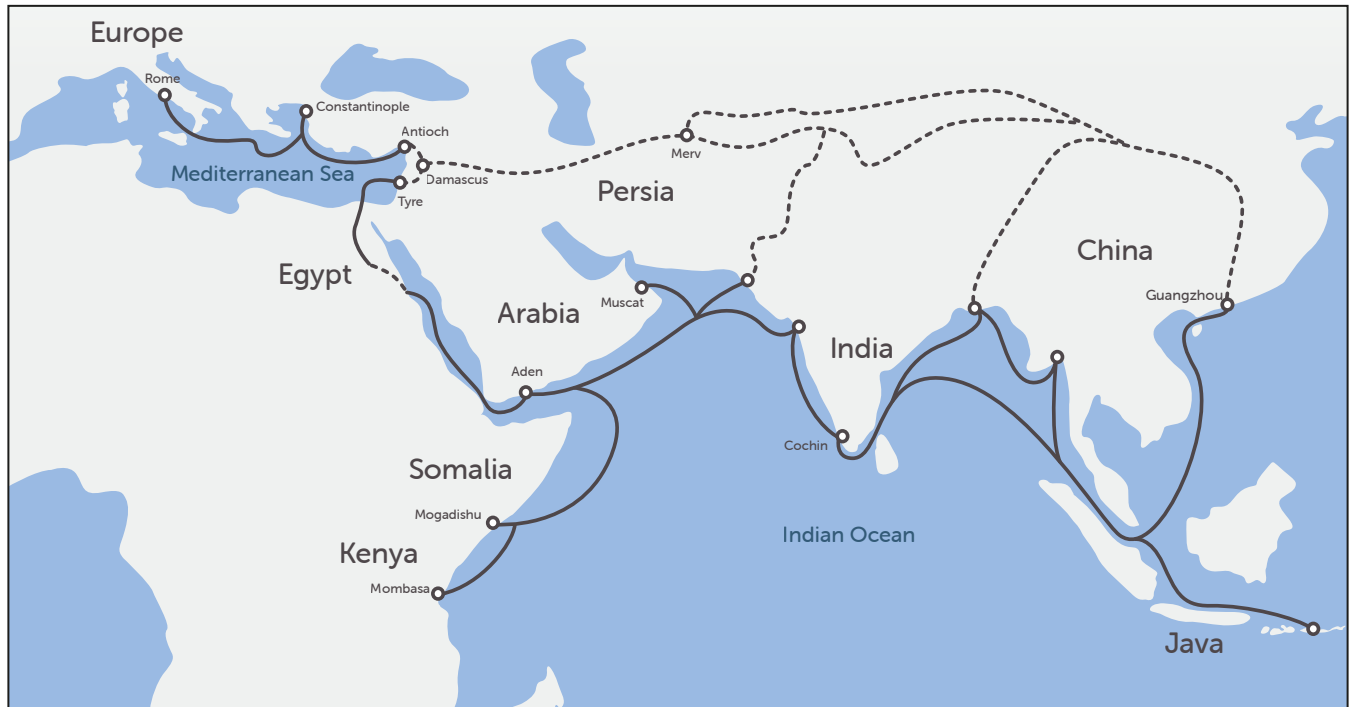 Europe
Rome
Constantinople
Antioch
Mediterranean Sea
Damascus
Tyre
Merv
Persia
Egypt
China
Muscat
Guangzhou
Arabia
India
Aden
Cochin
Somalia
Mogadishu
Indian Ocean
Kenya
Mombasa
Java